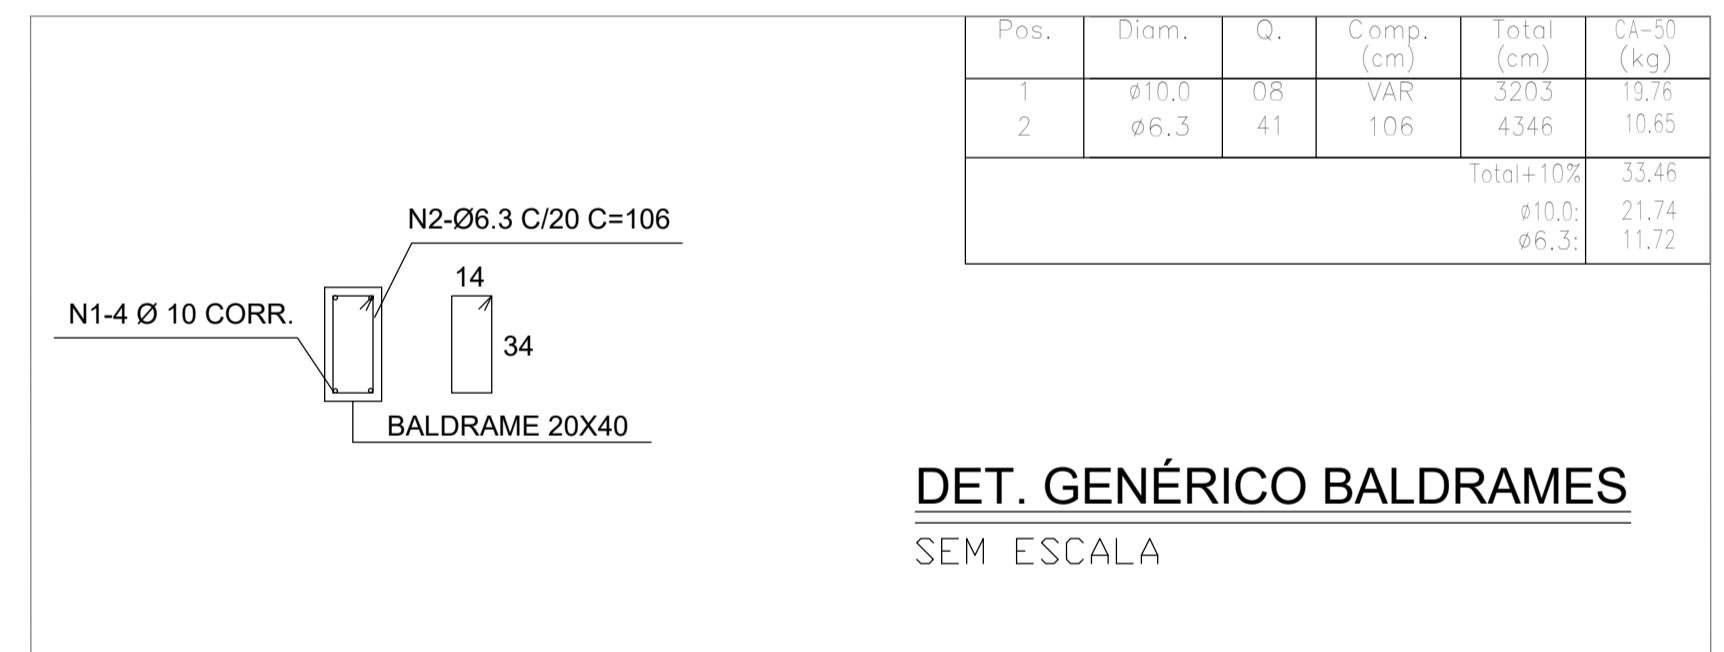 Pos. Diam. Q. Comp. (cm) Total (cm) CA-50 (kg)
1 ø10.0 08 VAR 3203 19.76
2 ø6.3 41 106 4346 10.65
Total+10% 33.46
ø10.0: 21.74
ø6.3: 11.72
N2-Ø6.3 C/20 C=106
14
N1-4 Ø 10 CORR.
34
BALDRAME 20X40
DET. GENÉRICO BALDRAMES
SEM ESCALA